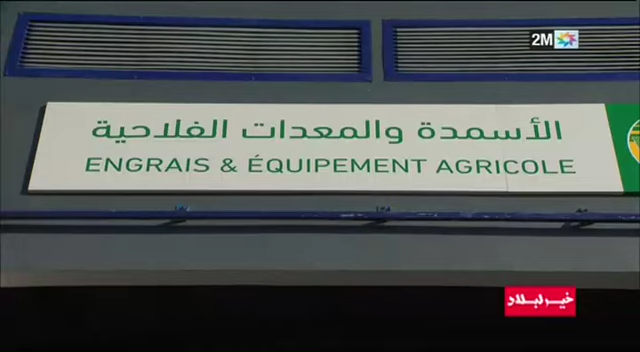 2M
الأسمدة والمعدات الفلاحية
ENGRAIS & ÉQUIPEMENT AGRICOLE
خير لبلاد